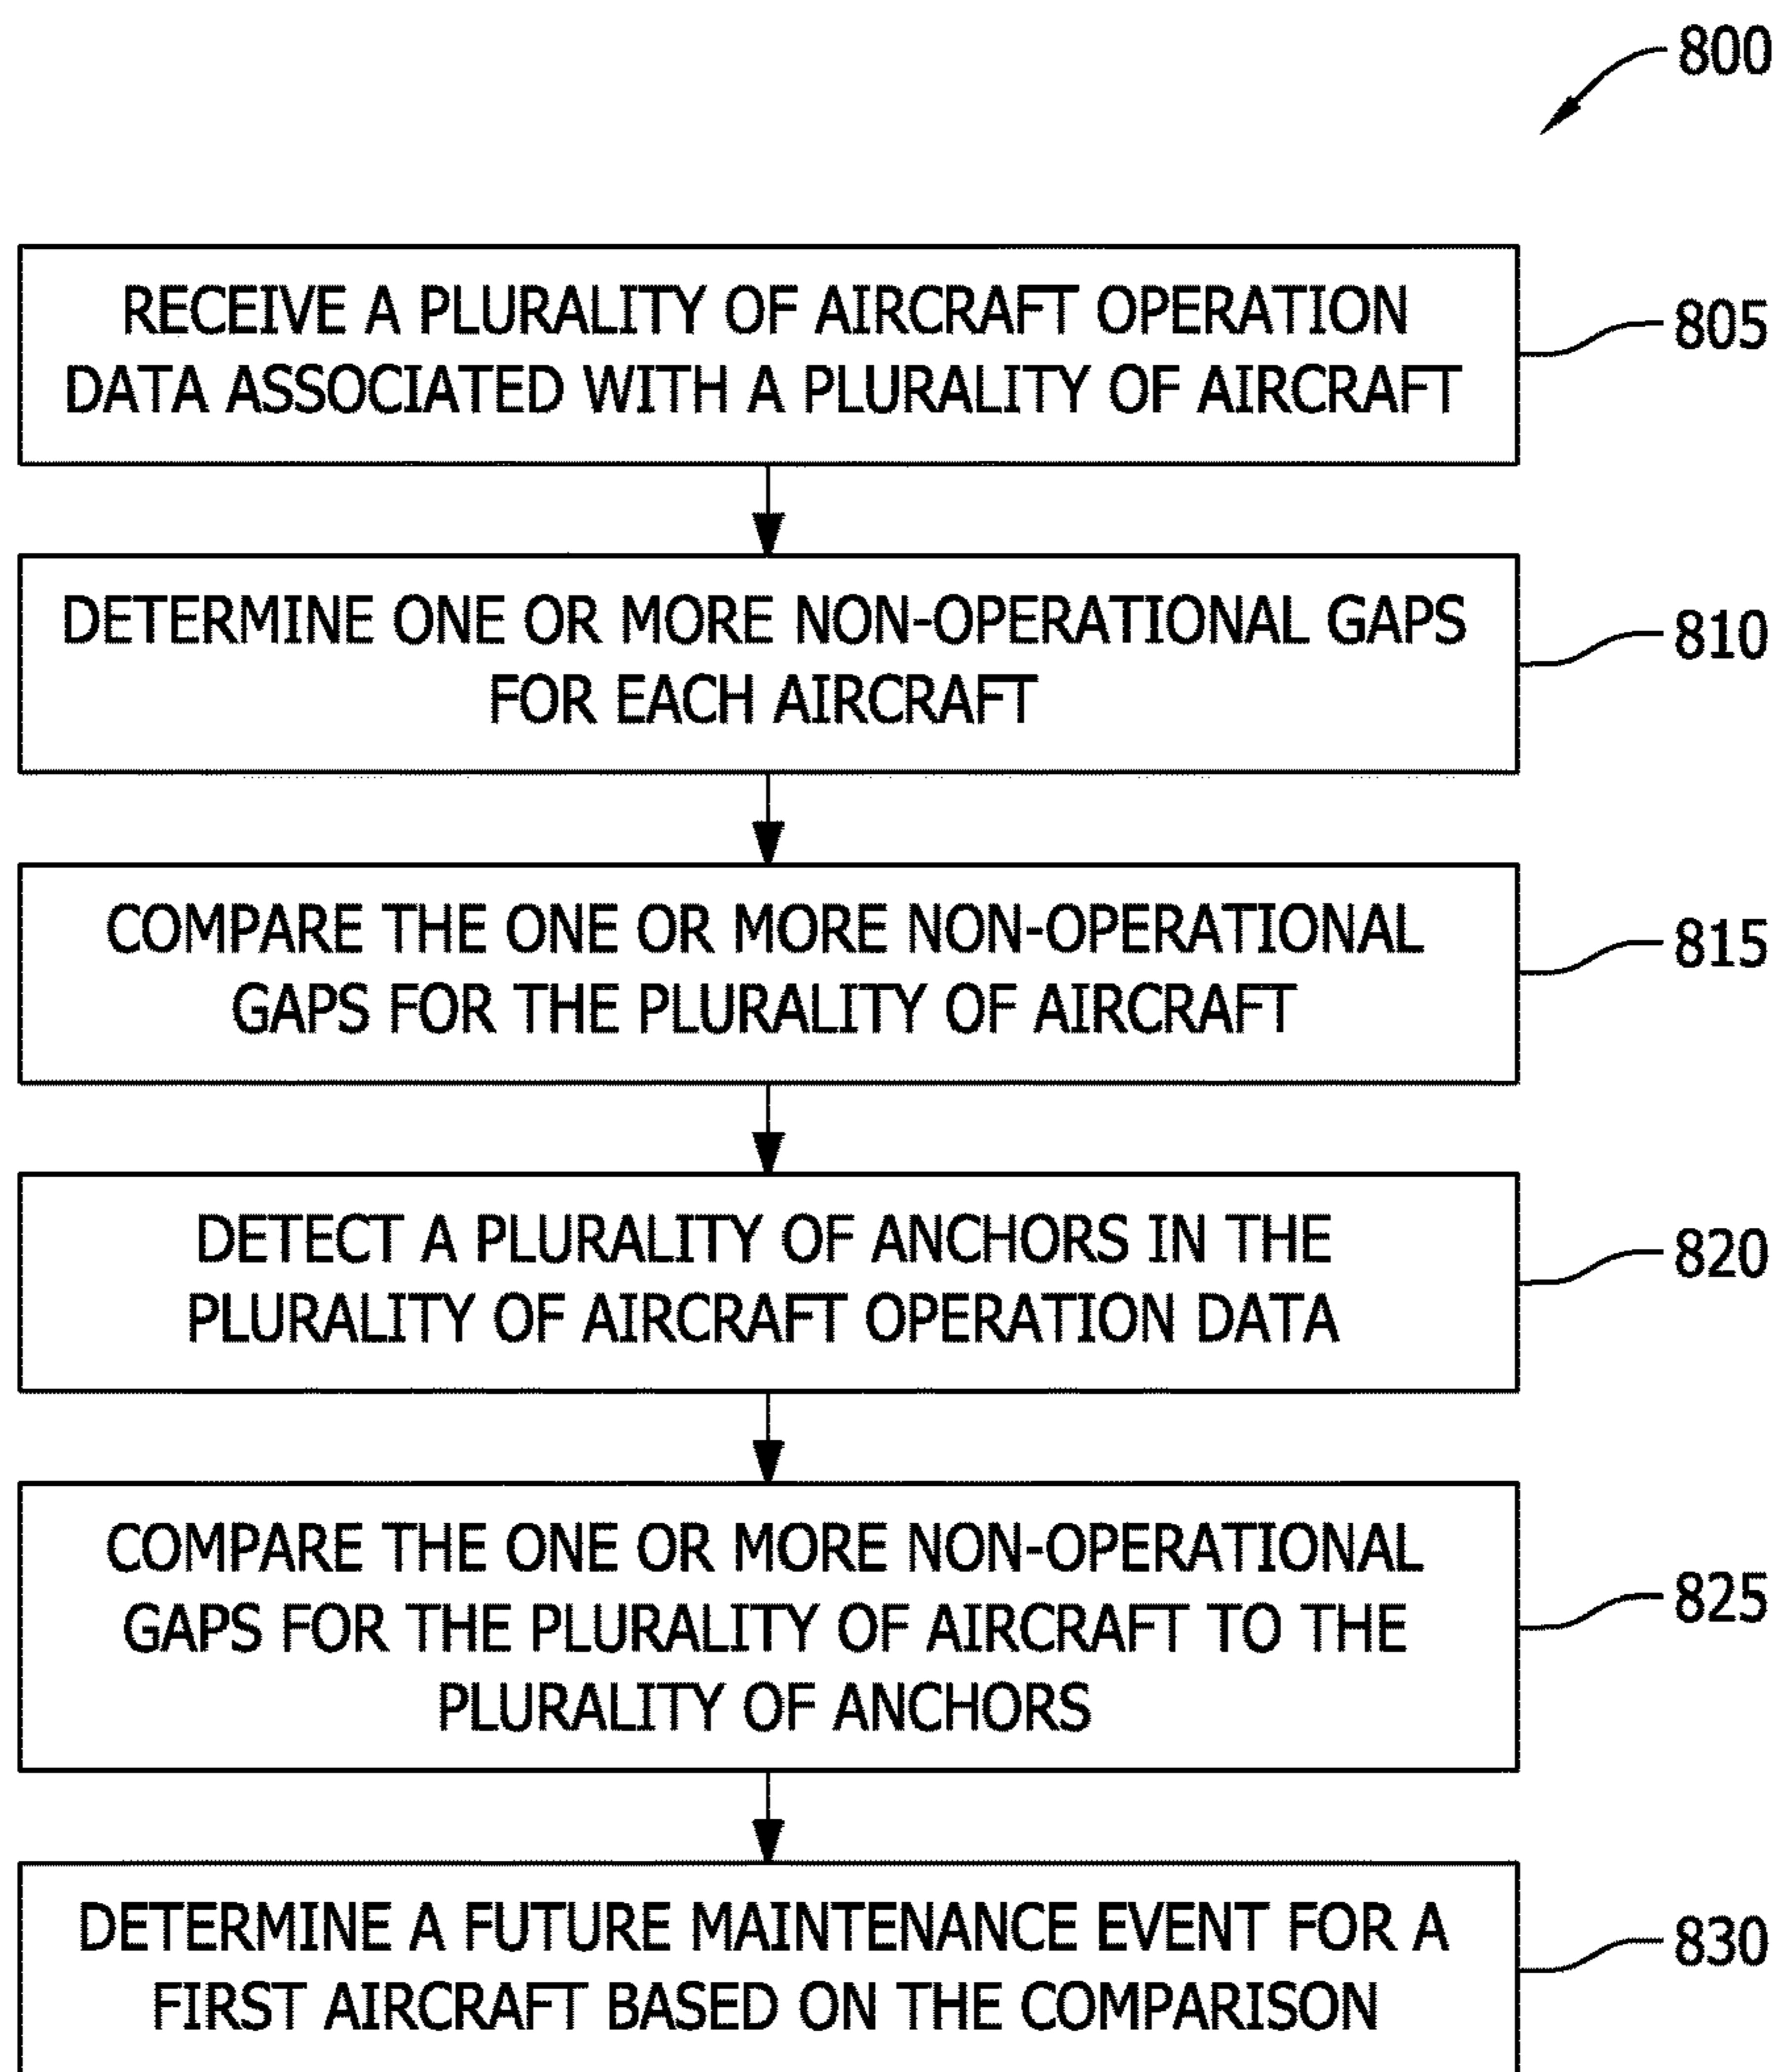 800
RECEIVE A PLURALITY OF AIRCRAFT OPERATION
DATA ASSOCIATED WITH A PLURALITY OF AIRCRAFT
805
DETERMINE ONE OR MORE NON-OPERATIONAL GAPS
FOR EACH AIRCRAFT
810
COMPARE THE ONE OR MORE NON-OPERATIONAL
GAPS FOR THE PLURALITY OF AIRCRAFT
815
DETECT A PLURALITY OF ANCHORS IN THE
PLURALITY OF AIRCRAFT OPERATION DATA
820
COMPARE THE ONE OR MORE NON-OPERATIONAL
GAPS FOR THE PLURALITY OF AIRCRAFT TO THE
PLURALITY OF ANCHORS
825
DETERMINE A FUTURE MAINTENANCE EVENT FOR A
FIRST AIRCRAFT BASED ON THE COMPARISON
830